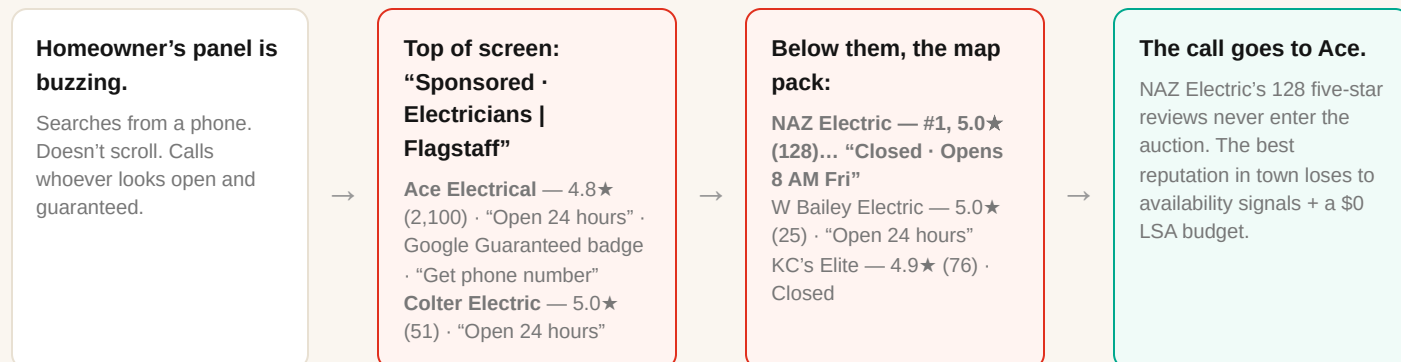 Homeowner’s panel is
buzzing.
Searches from a phone.
Doesn’t scroll. Calls
whoever looks open and
guaranteed.
→
Top of screen:
“Sponsored ·
Electricians |
Flagstaff”
Ace Electrical — 4.8★
(2,100) · “Open 24 hours” ·
Google Guaranteed badge
· “Get phone number”
Colter Electric — 5.0★
(51) · “Open 24 hours”
→
Below them, the map
pack:
NAZ Electric — #1, 5.0★
(128)… “Closed · Opens
8 AM Fri”
W Bailey Electric — 5.0★
(25) · “Open 24 hours”
KC’s Elite — 4.9★ (76) ·
Closed
→
The call goes to Ace.
NAZ Electric’s 128 five-star
reviews never enter the
auction. The best
reputation in town loses to
availability signals + a $0
LSA budget.